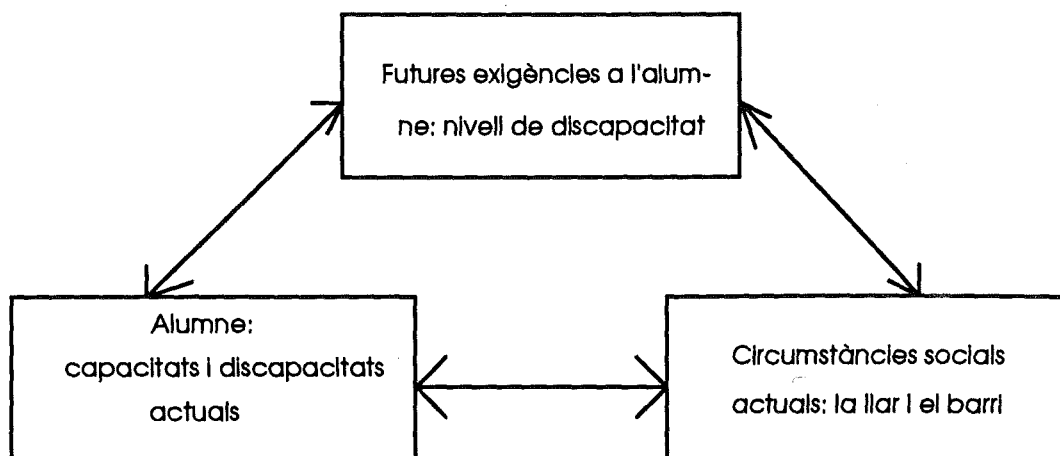 Futures exigències a l'alum-
ne: nivell de discapacitat
Alumne:
capacitats i discapacitats
actuals
Circumstàncies socials
actuals: la llar i el barri